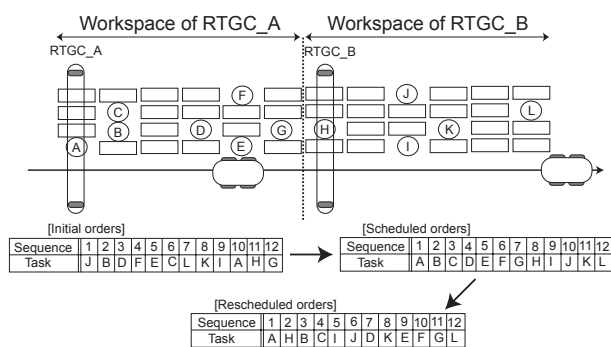 Workspace of RTGC_A Workspace of RTGC_B
RTGC_A RTGC_B
F J
C L
B D G H K
A E I
[Initial orders] [Scheduled orders]
Sequence 1 2 3 4 5 6 7 8 9 10 11 12
Task J B D F E C L K I A H G
Sequence 1 2 3 4 5 6 7 8 9 10 11 12
Task A B C D E F G H I J K L
[Rescheduled orders]
Sequence 1 2 3 4 5 6 7 8 9 10 11 12
Task A H B C I J D K E F G L